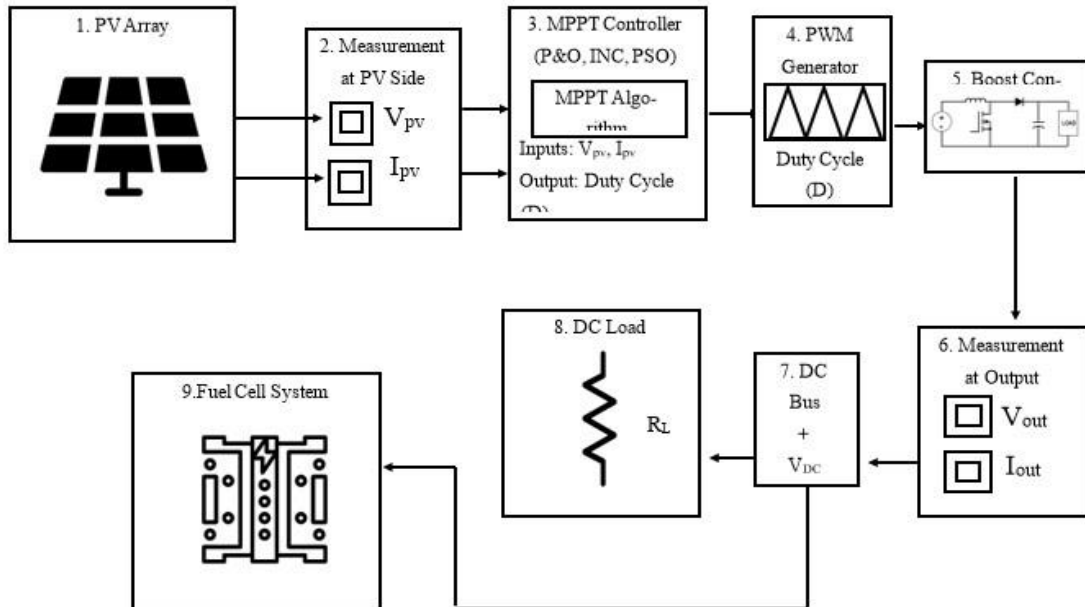 1. PV Array
2. Measurement
at PV Side
Vpv
Ipv
3. MPPT Controller
(P&O, INC, PSO)
MPPT Algo-
rithm
Inputs: Vpv, Ipv
Output: Duty Cycle
(D)
4. PWM
Generator
Duty Cycle
(D)
5. Boost Con-
LOAD
6. Measurement
at Output
Vout
Iout
7. DC
Bus
+
VDC
8. DC Load
RL
9.Fuel Cell System